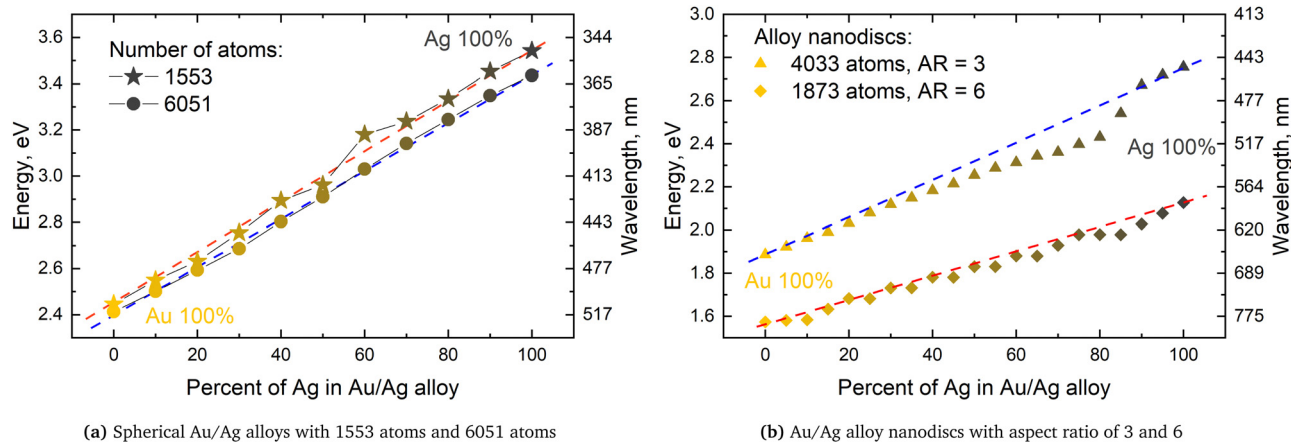 3.6
3.4
3.2
3.0
2.8
2.6
2.4
Energy, eV
Number of atoms:
1553
6051
Ag 100%
Au 100%
344
365
387
413
443
477
517
Wavelength, nm
0 20 40 60 80 100
Percent of Ag in Au/Ag alloy
(a) Spherical Au/Ag alloys with 1553 atoms and 6051 atoms
3.0
2.8
2.6
2.4
2.2
2.0
1.8
1.6
Energy, eV
Alloy nanodiscs:
4033 atoms, AR = 3
1873 atoms, AR = 6
Ag 100%
Au 100%
413
443
477
517
564
620
689
775
Wavelength, nm
0 20 40 60 80 100
Percent of Ag in Au/Ag alloy
(b) Au/Ag alloy nanodiscs with aspect ratio of 3 and 6